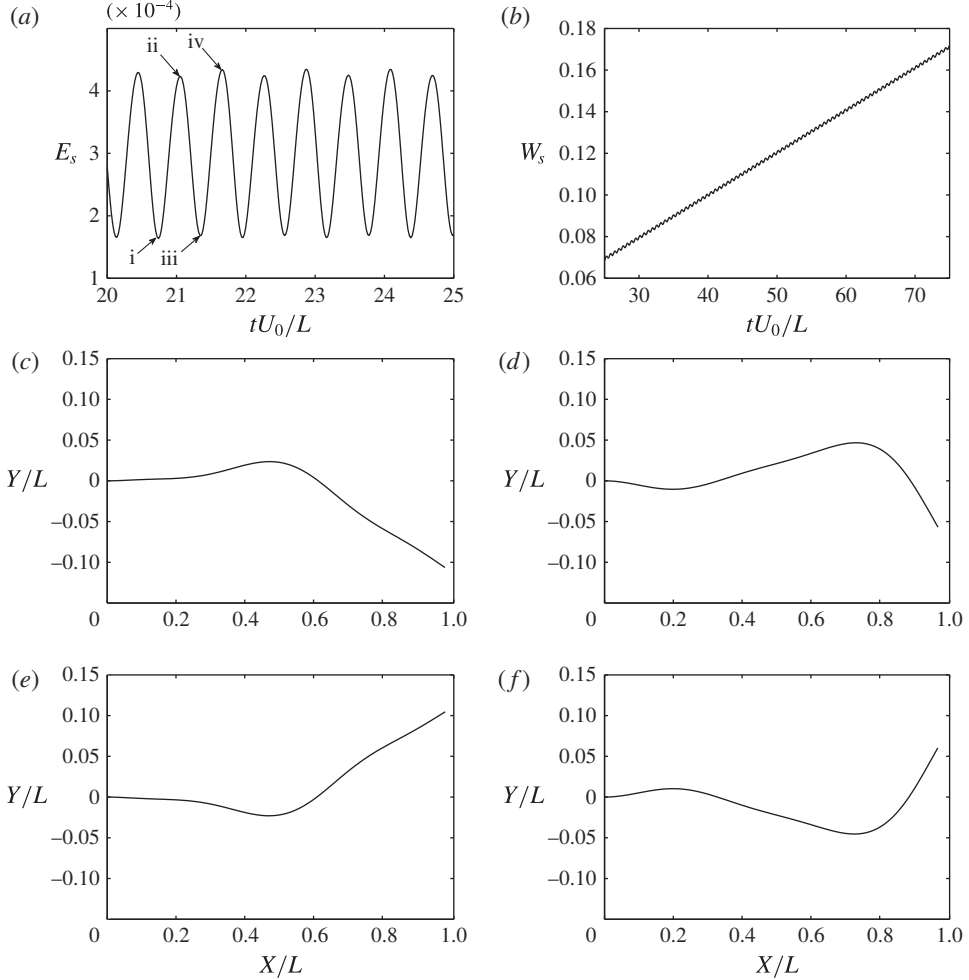 (a)
(× 10⁻⁴)
4
3
2
1
E_s
i
ii
iii
iv
20 21 22 23 24 25
tU₀/L
(b)
0.18
0.16
0.14
0.12
0.10
0.08
0.06
W_s
30 40 50 60 70
tU₀/L
(c)
0.15
0.10
0.05
0
–0.05
–0.10
Y/L
0 0.2 0.4 0.6 0.8 1.0
(d)
0.15
0.10
0.05
0
–0.05
–0.10
Y/L
0 0.2 0.4 0.6 0.8 1.0
(e)
0.15
0.10
0.05
0
–0.05
–0.10
Y/L
0 0.2 0.4 0.6 0.8 1.0
X/L
(f)
0.15
0.10
0.05
0
–0.05
–0.10
Y/L
0 0.2 0.4 0.6 0.8 1.0
X/L